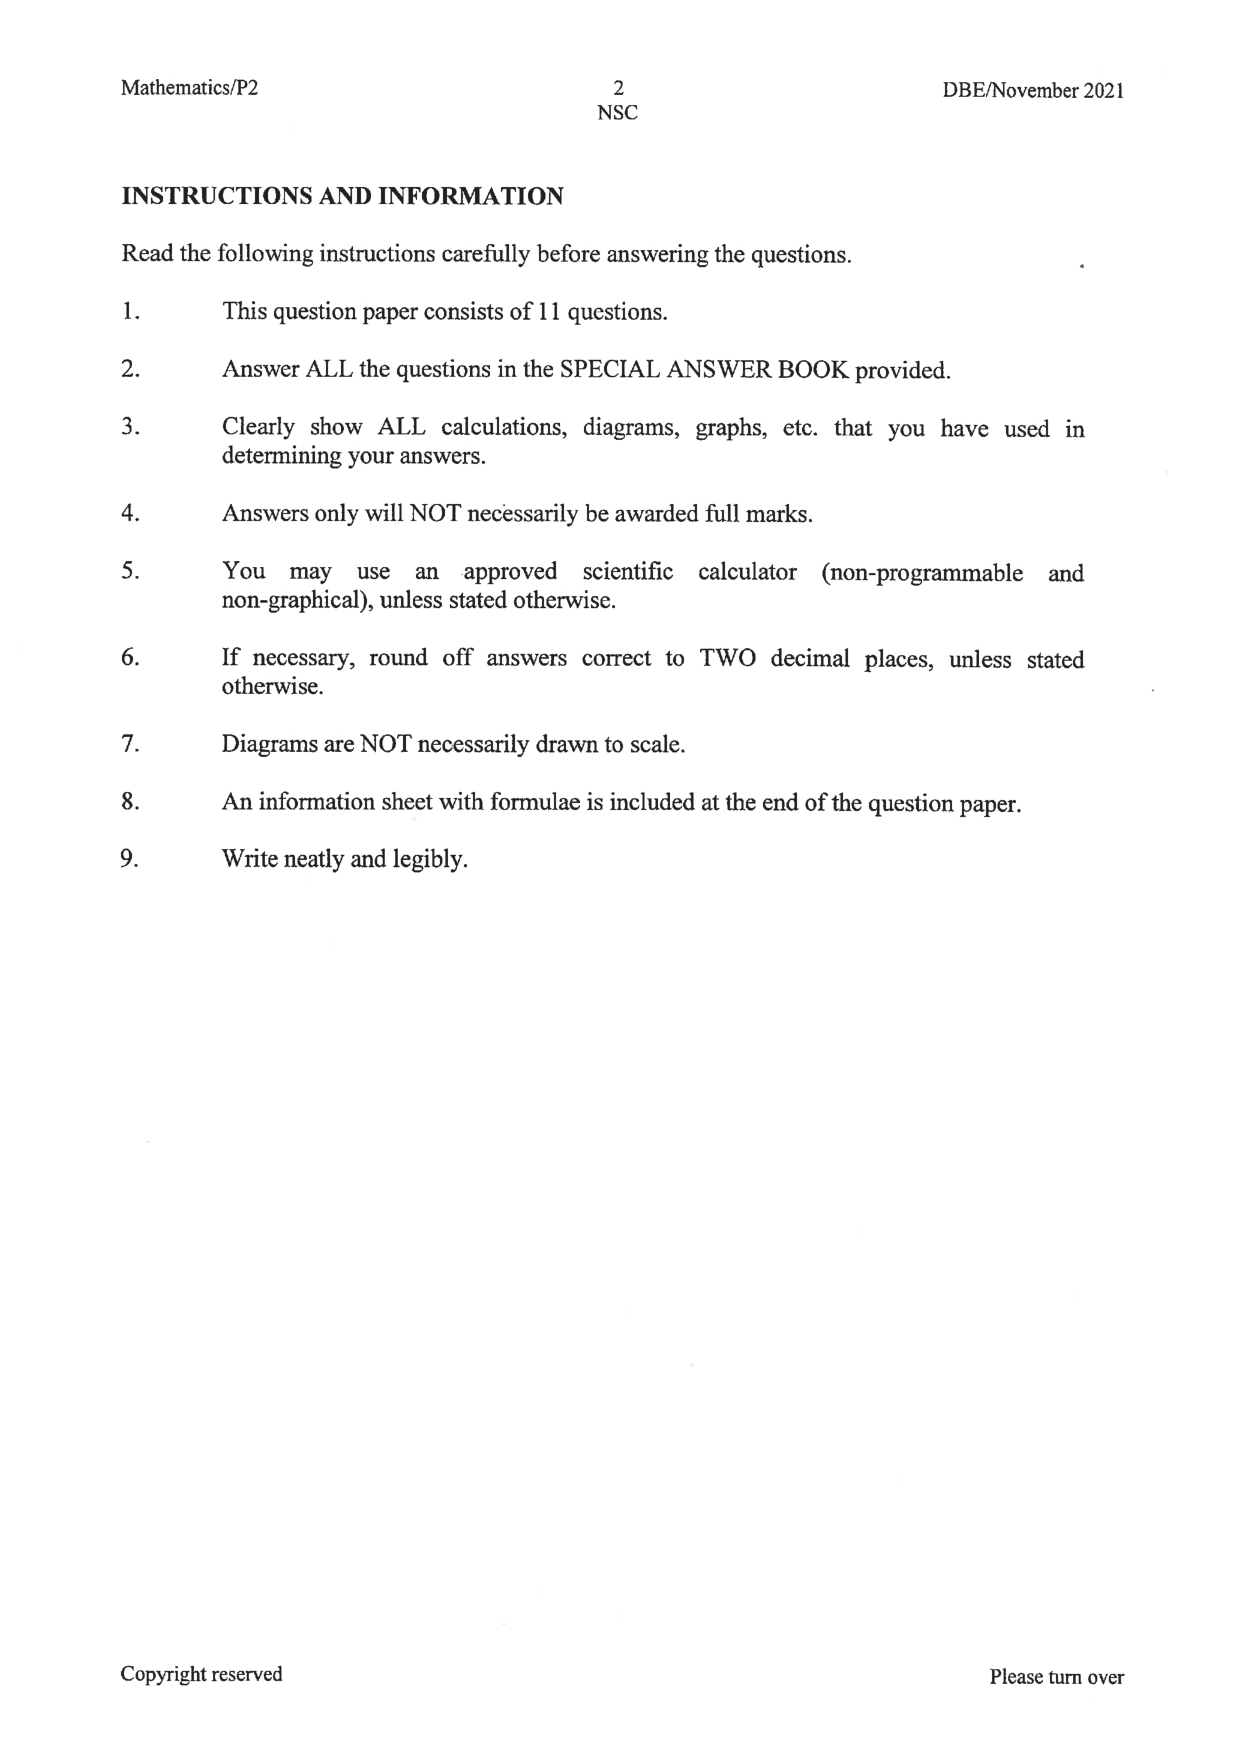 Mathematics/P2 2 DBE/November 2021
NSC
INSTRUCTIONS AND INFORMATION
Read the following instructions carefully before answering the questions.
1. This question paper consists of 11 questions.
2. Answer ALL the questions in the SPECIAL ANSWER BOOK provided.
3. Clearly show ALL calculations, diagrams, graphs, etc. that you have used in
determining your answers.
4. Answers only will NOT necessarily be awarded full marks.
5. You may use an approved scientific calculator (non-programmable and
non-graphical), unless stated otherwise.
6. If necessary, round off answers correct to TWO decimal places, unless stated
otherwise.
7. Diagrams are NOT necessarily drawn to scale.
8. An information sheet with formulae is included at the end of the question paper.
9. Write neatly and legibly.
Copyright reserved Please turn over